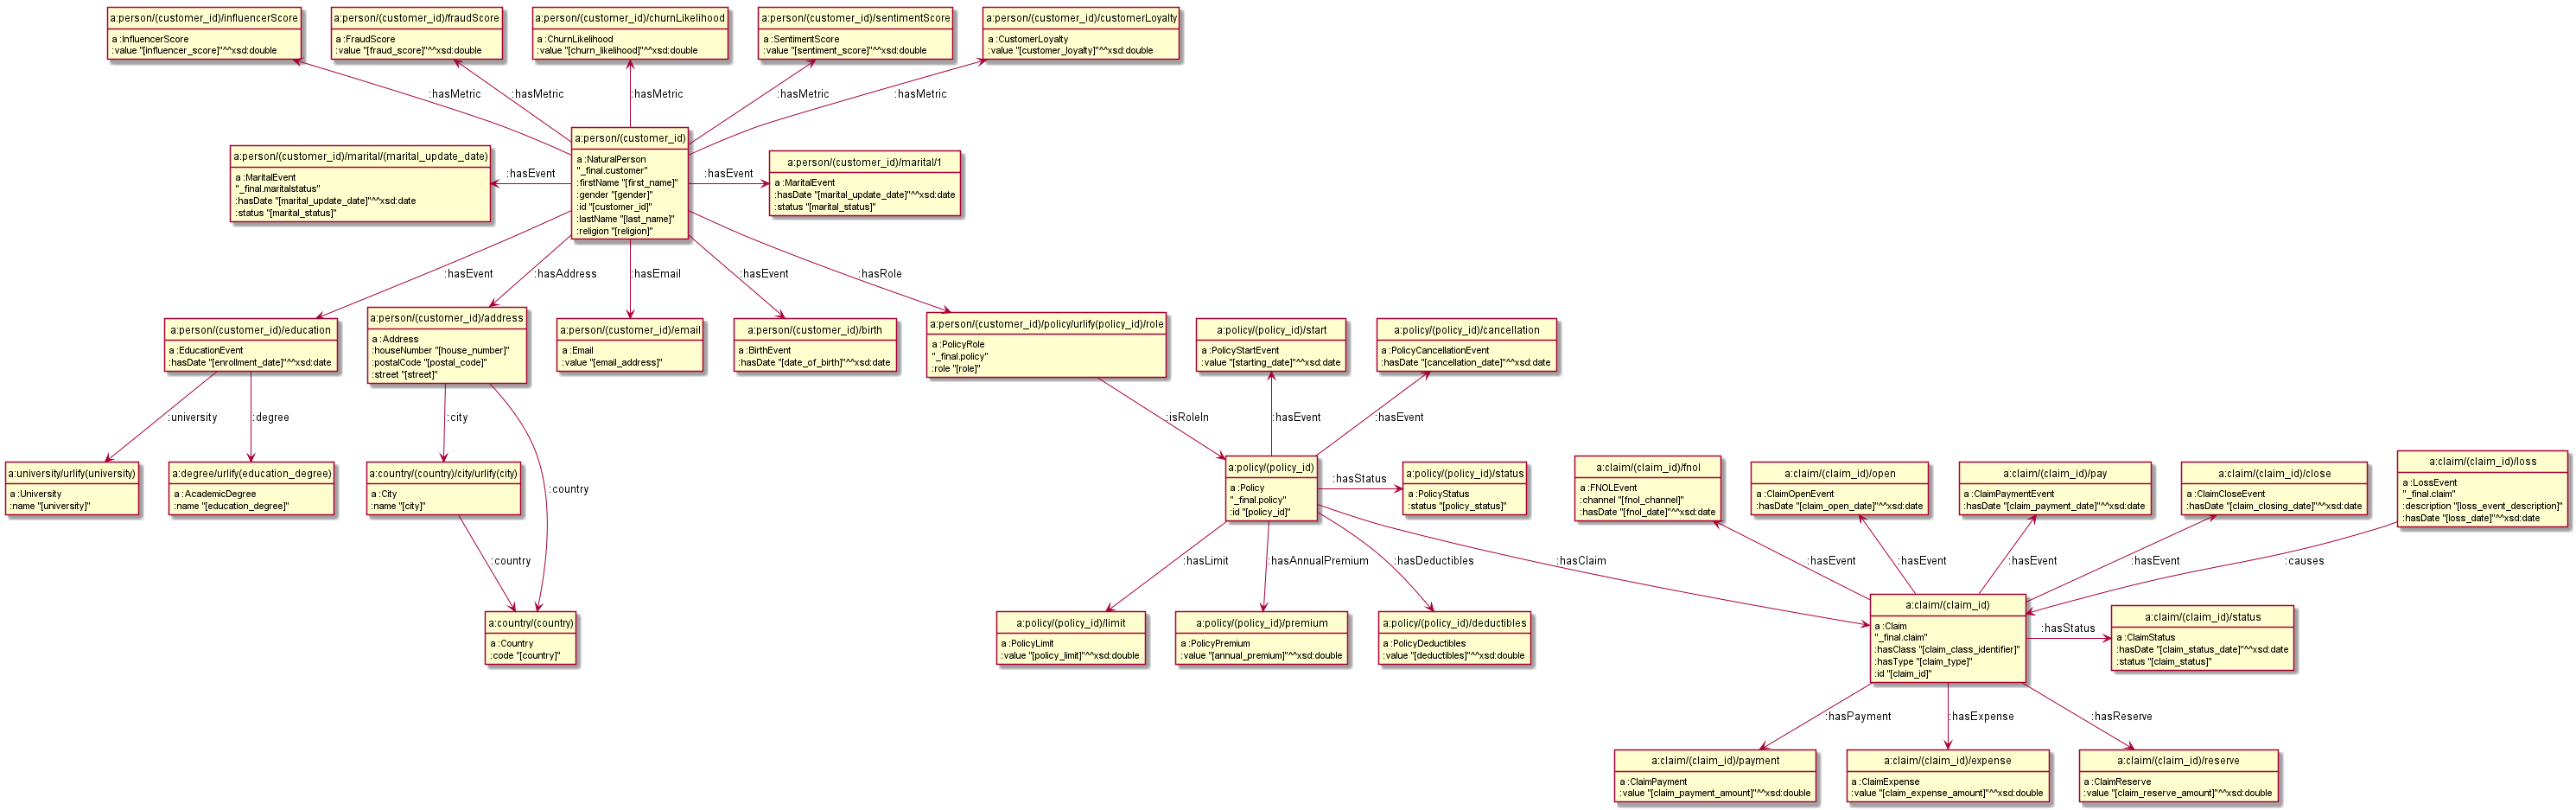 a:person/(customer_id)/influencerScore
a :InfluencerScore
:value "[influencer_score]"^^xsd:double
a:person/(customer_id)/fraudScore
a :FraudScore
:value "[fraud_score]"^^xsd:double
a:person/(customer_id)/churnLikelihood
a :ChurnLikelihood
:value "[churn_likelihood]"^^xsd:double
a:person/(customer_id)/sentimentScore
a :SentimentScore
:value "[sentiment_score]"^^xsd:double
a:person/(customer_id)/customerLoyalty
a :CustomerLoyalty
:value "[customer_loyalty]"^^xsd:double
:hasMetric
:hasMetric
:hasMetric
:hasMetric
:hasMetric
a:person/(customer_id)/marital/(marital_update_date)
a :MaritalEvent
"_final.maritalstatus"
:hasDate "[marital_update_date]"^^xsd:date
:status "[marital_status]"
:hasEvent
a:person/(customer_id)
a :NaturalPerson
"_final.customer"
:firstName "[first_name]"
:gender "[gender]"
:id "[customer_id]"
:lastName "[last_name]"
:religion "[religion]"
:hasEvent
a:person/(customer_id)/marital/1
a :MaritalEvent
:hasDate "[marital_update_date]"^^xsd:date
:status "[marital_status]"
:hasEvent
:hasAddress
:hasEmail
:hasEvent
:hasRole
a:person/(customer_id)/education
a :EducationEvent
:hasDate "[enrollment_date]"^^xsd:date
a:person/(customer_id)/address
a :Address
:houseNumber "[house_number]"
:postalCode "[postal_code]"
:street "[street]"
a:person/(customer_id)/email
a :Email
:value "[email_address]"
a:person/(customer_id)/birth
a :BirthEvent
:hasDate "[date_of_birth]"^^xsd:date
a:person/(customer_id)/policy/urlify(policy_id)/role
a :PolicyRole
"_final.policy"
:role "[role]"
a:policy/(policy_id)/start
a :PolicyStartEvent
:value "[starting_date]"^^xsd:date
a:policy/(policy_id)/cancellation
a :PolicyCancellationEvent
:hasDate "[cancellation_date]"^^xsd:date
:university
:degree
:city
:country
:isRoleIn
:hasEvent
:hasEvent
a:university/urlify(university)
a :University
:name "[university]"
a:degree/urlify(education_degree)
a :AcademicDegree
:name "[education_degree]"
a:country/(country)/city/urlify(city)
a :City
:name "[city]"
a:policy/(policy_id)
a :Policy
"_final.policy"
:id "[policy_id]"
:hasStatus
a:policy/(policy_id)/status
a :PolicyStatus
:status "[policy_status]"
a:claim/(claim_id)/fnol
a :FNOLEvent
:channel "[fnol_channel]"
:hasDate "[fnol_date]"^^xsd:date
a:claim/(claim_id)/open
a :ClaimOpenEvent
:hasDate "[claim_open_date]"^^xsd:date
a:claim/(claim_id)/pay
a :ClaimPaymentEvent
:hasDate "[claim_payment_date]"^^xsd:date
a:claim/(claim_id)/close
a :ClaimCloseEvent
:hasDate "[claim_closing_date]"^^xsd:date
a:claim/(claim_id)/loss
a :LossEvent
"_final.claim"
:description "[loss_event_description]"
:hasDate "[loss_date]"^^xsd:date
:country
:hasLimit
:hasAnnualPremium
:hasDeductibles
:hasClaim
:hasEvent
:hasEvent
:hasEvent
:hasEvent
:causes
a:country/(country)
a :Country
:code "[country]"
a:policy/(policy_id)/limit
a :PolicyLimit
:value "[policy_limit]"^^xsd:double
a:policy/(policy_id)/premium
a :PolicyPremium
:value "[annual_premium]"^^xsd:double
a:policy/(policy_id)/deductibles
a :PolicyDeductibles
:value "[deductibles]"^^xsd:double
a:claim/(claim_id)
a :Claim
"_final.claim"
:hasClass "[claim_class_identifier]"
:hasType "[claim_type]"
:id "[claim_id]"
:hasStatus
a:claim/(claim_id)/status
a :ClaimStatus
:hasDate "[claim_status_date]"^^xsd:date
:status "[claim_status]"
:hasPayment
:hasExpense
:hasReserve
a:claim/(claim_id)/payment
a :ClaimPayment
:value "[claim_payment_amount]"^^xsd:double
a:claim/(claim_id)/expense
a :ClaimExpense
:value "[claim_expense_amount]"^^xsd:double
a:claim/(claim_id)/reserve
a :ClaimReserve
:value "[claim_reserve_amount]"^^xsd:double